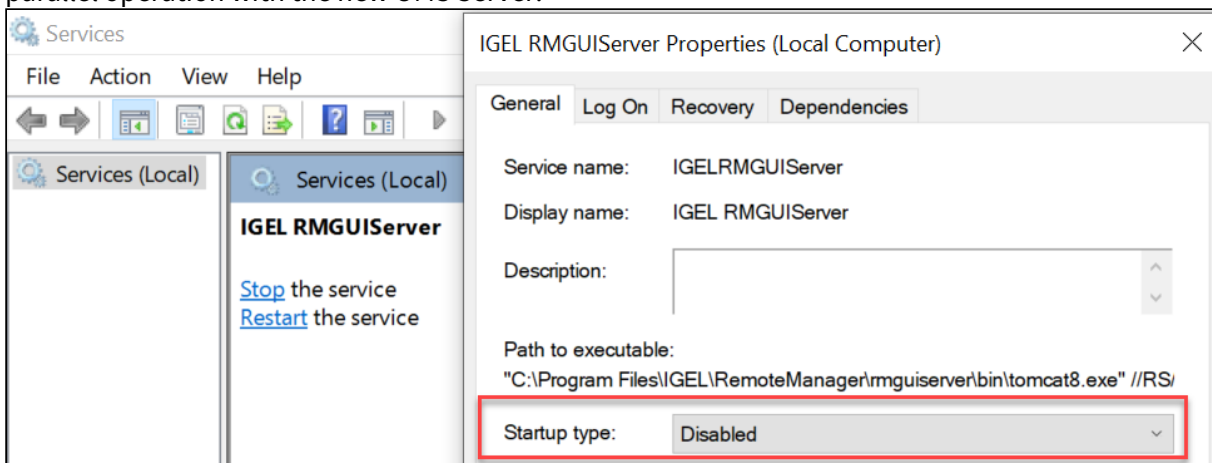 Services
File Action View Help
Services (Local)
Services (Local)
IGEL RMGUIServer
Stop the service
Restart the service
IGEL RMGUIServer Properties (Local Computer)
General Log On Recovery Dependencies
Service name: IGELRMGUIServer
Display name: IGEL RMGUIServer
Description:
Path to executable:
"C:\Program Files\IGEL\RemoteManager\rmguiserver\bin\tomcat8.exe" //RS/
Startup type: Disabled